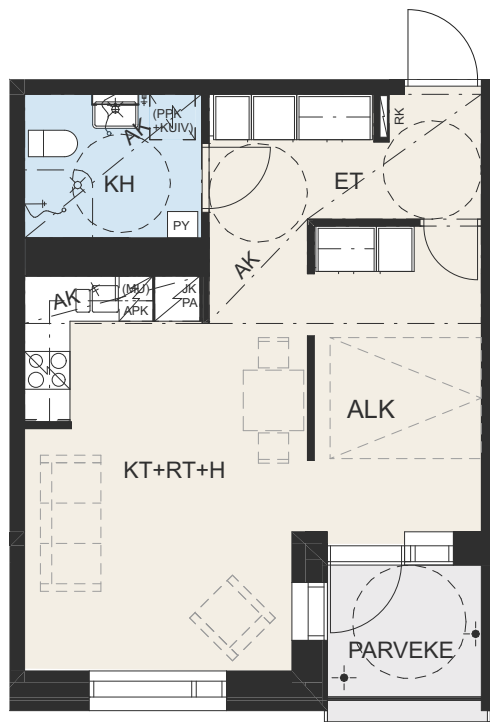 (PPK
+KUIV)
AK
RK
KH
ET
PY
AK
AK
(MU)
APK
JK
PA
ALK
KT+RT+H
PARVEKE